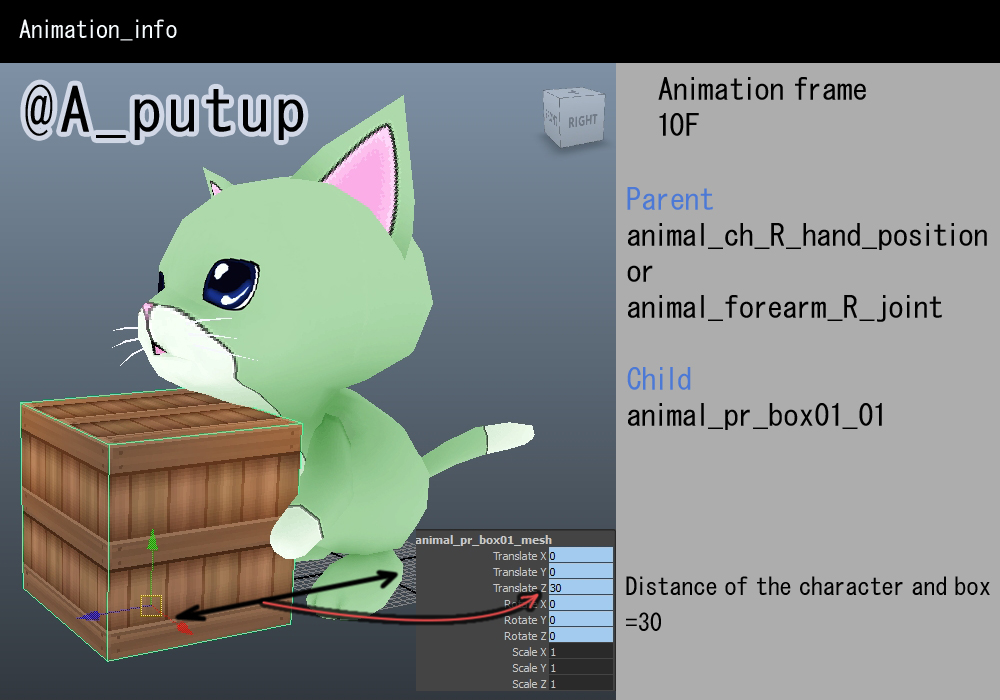 Animation_info
@A_putup
RIGHT
Animation frame
10F
Parent
animal_ch_R_hand_position
or
animal_forearm_R_joint
Child
animal_pr_box01_01
animal_pr_box01_mesh
Translate X 0
Translate Y 0
Translate Z 30
X 0
Rotate Y 0
Rotate Z 0
Scale X 1
Scale Y 1
Scale Z 1
Distance of the character and box
=30